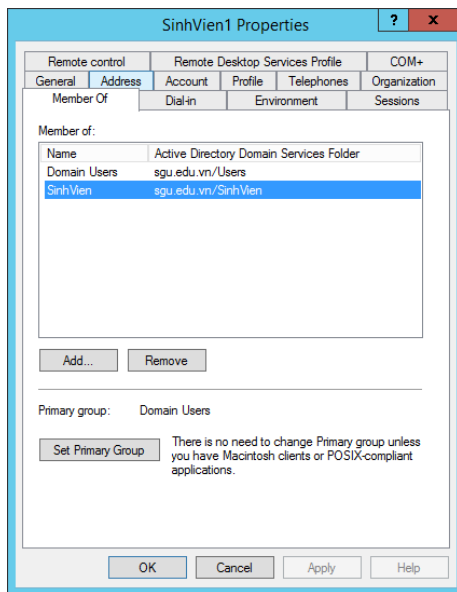 SinhVien1 Properties
?
x
Remote control
Remote Desktop Services Profile
COM+
General
Address
Account
Profile
Telephones
Organization
Member Of
Dial-in
Environment
Sessions
Member of:
Name
Active Directory Domain Services Folder
Domain Users
sgu.edu.vn/Users
SinhVien
sgu.edu.vn/SinhVien
Add...
Remove
Primary group:
Domain Users
Set Primary Group
There is no need to change Primary group unless
you have Macintosh clients or POSIX-compliant
applications.
OK
Cancel
Apply
Help